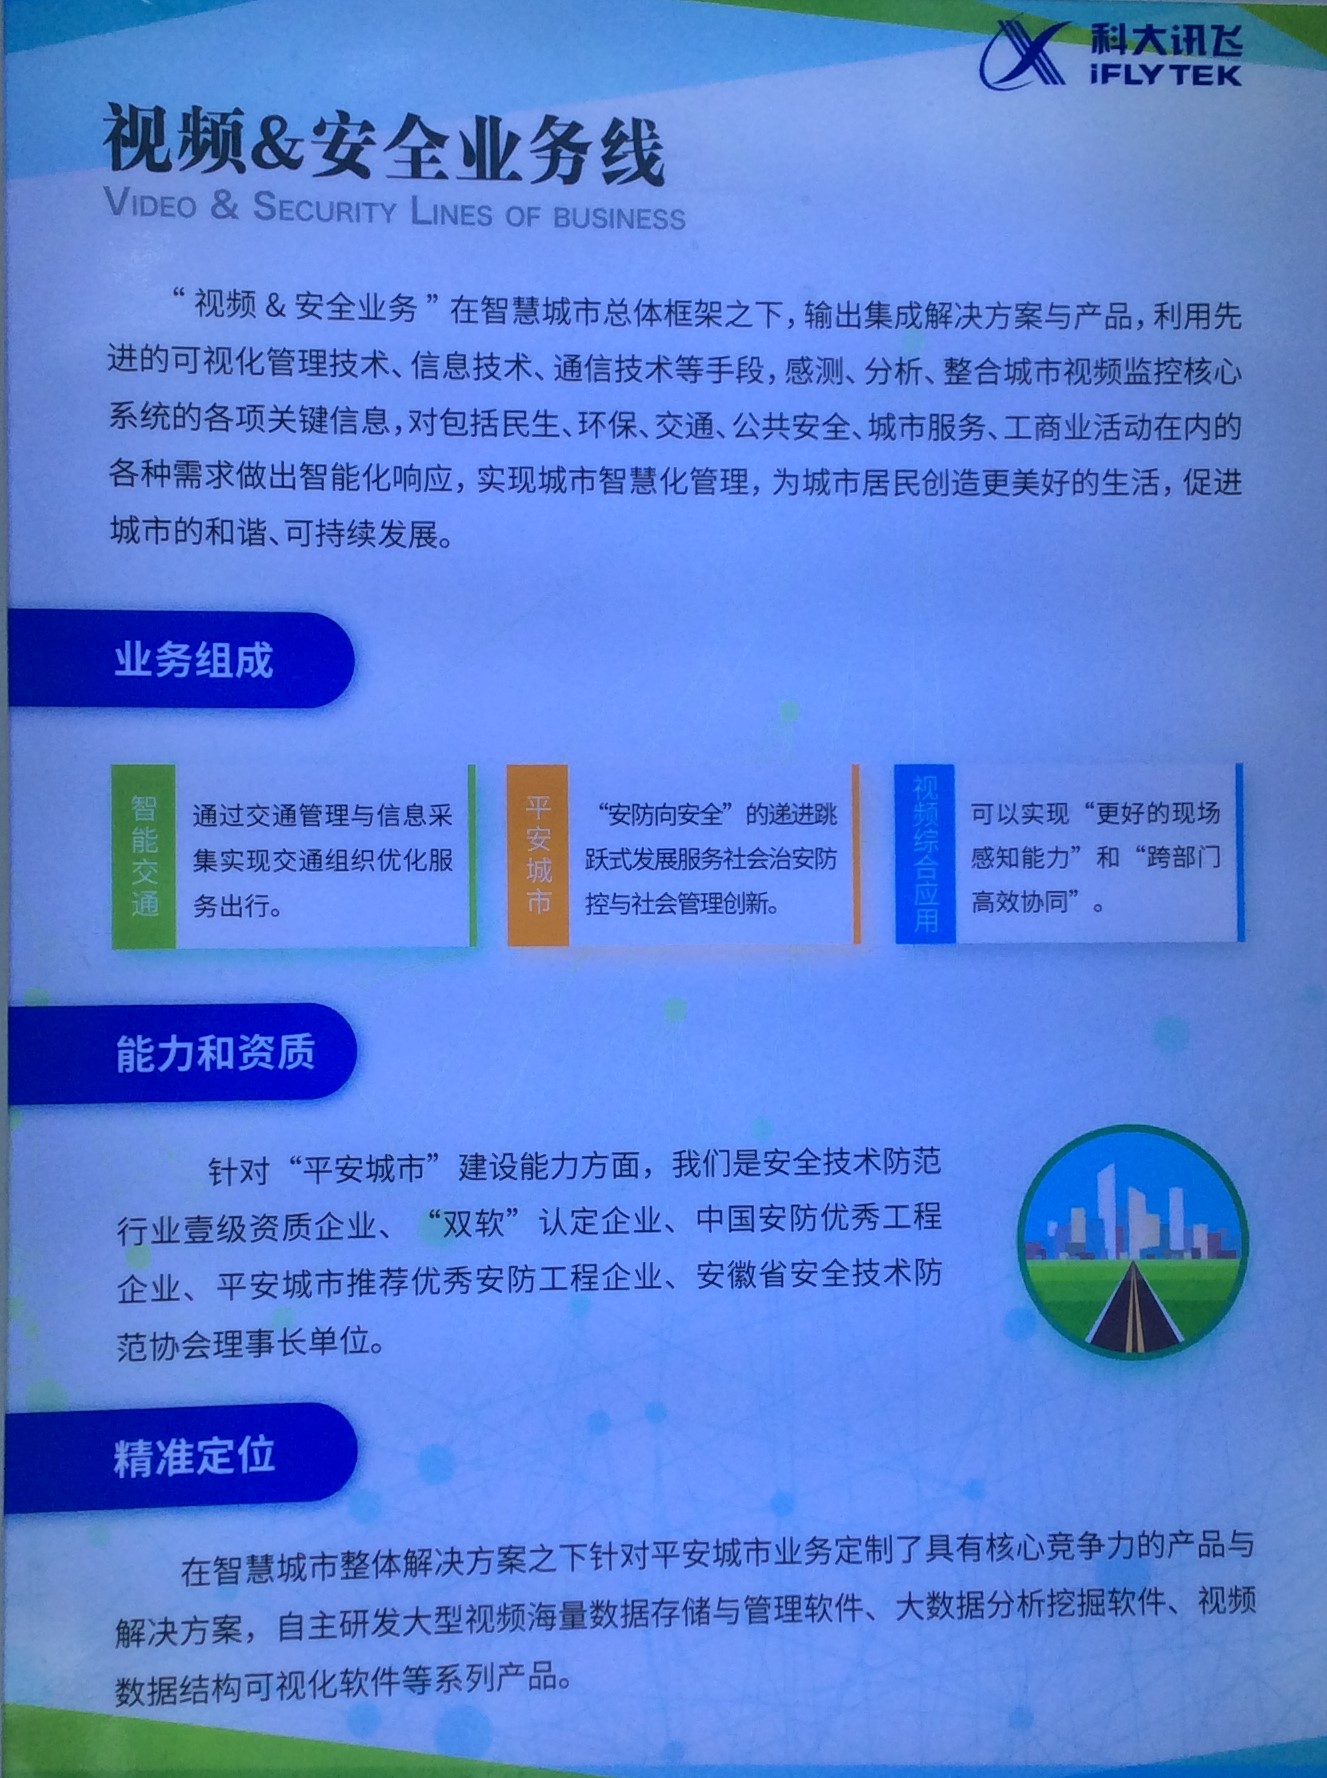 科大讯飞
iFLYTEK
视频&安全业务线
VIDEO & SECURITY LINES OF BUSINESS
“视频 & 安全业务”在智慧城市总体框架之下，输出集成解决方案与产品，利用先
进的可视化管理技术、信息技术、通信技术等手段，感测、分析、整合城市视频监控核心
系统的各项关键信息，对包括民生、环保、交通、公共安全、城市服务、工商业活动在内的
各种需求做出智能化响应，实现城市智慧化管理，为城市居民创造更美好的生活，促进
城市的和谐、可持续发展。
业务组成
智能交通
通过交通管理与信息采
集实现交通组织优化服
务出行。
平安城市
“安防向安全”的递进跳
跃式发展服务社会治安防
控与社会管理创新。
视频综合应用
可以实现“更好的现场
感知能力”和“跨部门
高效协同”。
能力和资质
针对“平安城市”建设能力方面，我们是安全技术防范
行业壹级资质企业、“双软”认定企业、中国安防优秀工程
企业、平安城市推荐优秀安防工程企业、安徽省安全技术防
范协会理事长单位。
精准定位
在智慧城市整体解决方案之下针对平安城市业务定制了具有核心竞争力的产品与
解决方案，自主研发大型视频海量数据存储与管理软件、大数据分析挖掘软件、视频
数据结构可视化软件等系列产品。